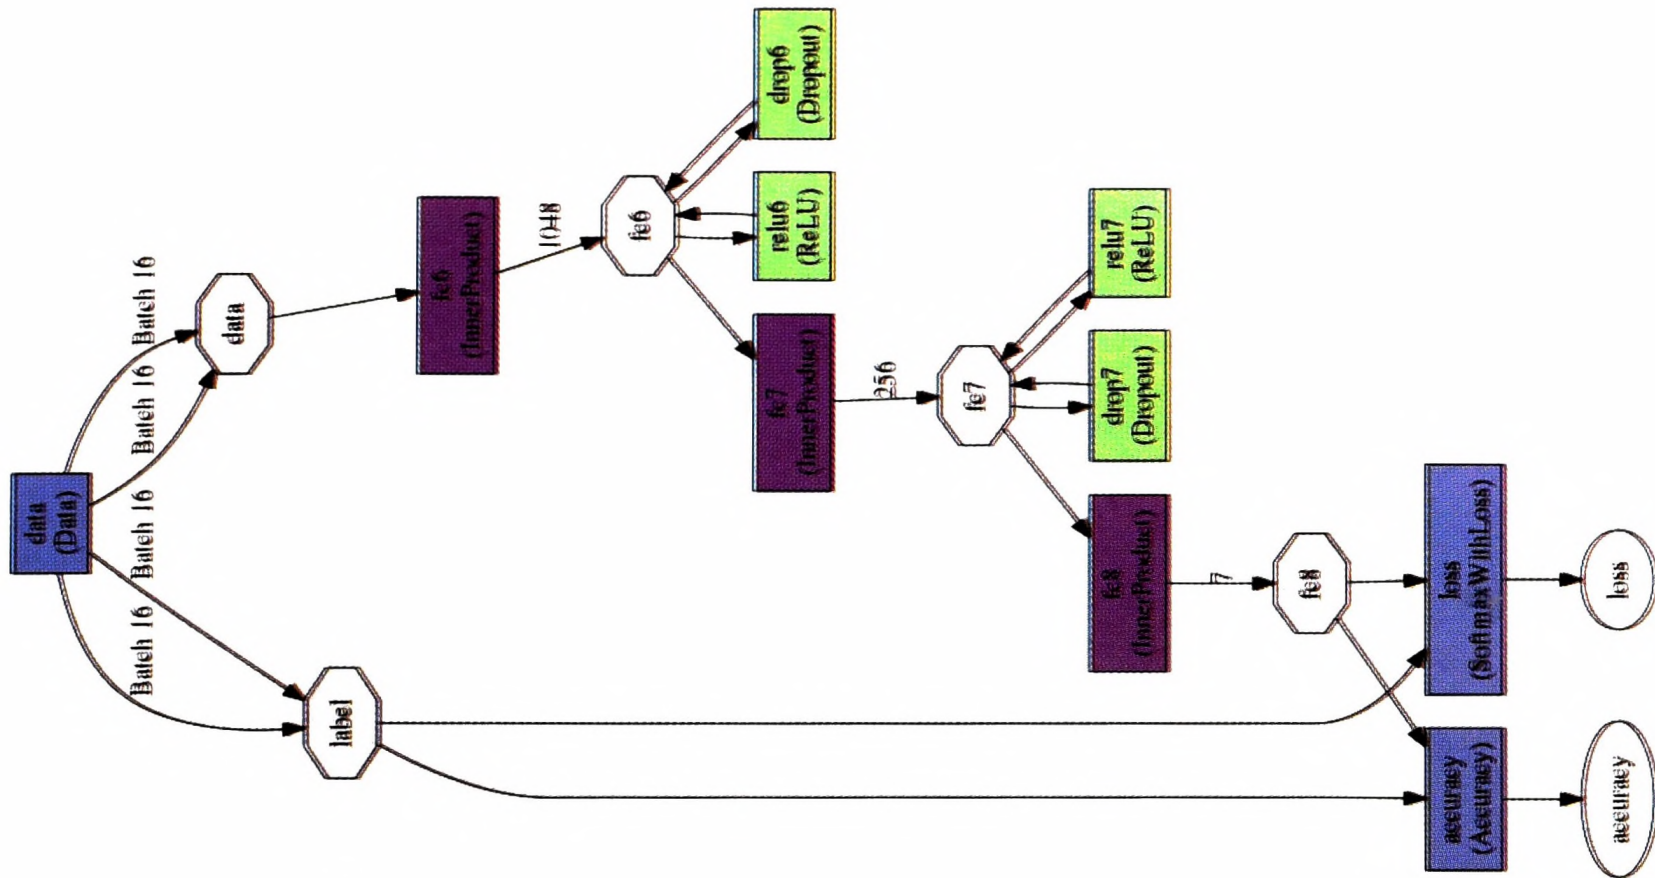 data
(Data)
Batch 16
Batch 16
Batch 16
Batch 16
data
label
fc6
(InnerProduct)
1048
fc6
relu6
(ReLU)
drop6
(Dropout)
fc7
(InnerProduct)
256
fc7
drop7
(Dropout)
relu7
(ReLU)
fc8
(InnerProduct)
7
fc8
accuracy
(Accuracy)
loss
(SoftmaxWithLoss)
accuracy
loss